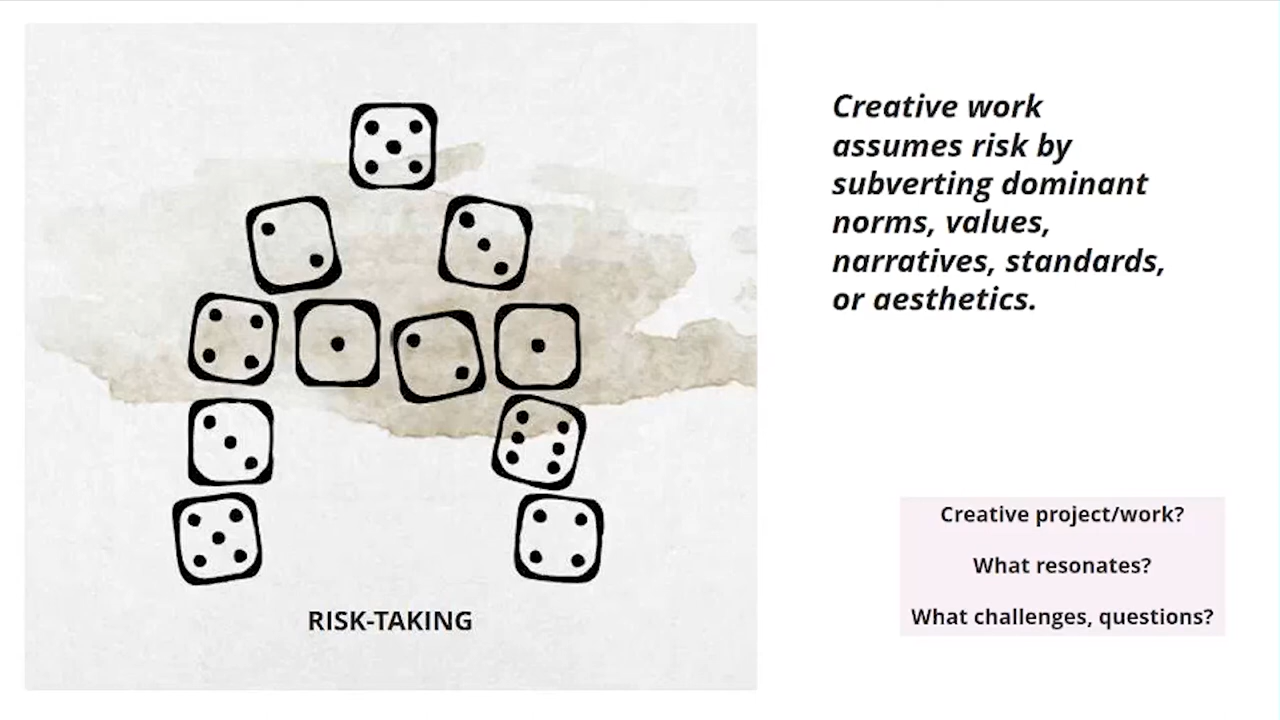 Creative work
assumes risk by
subverting dominant
norms, values,
narratives, standards,
or aesthetics.
RISK-TAKING
Creative project/work?
What resonates?
What challenges, questions?